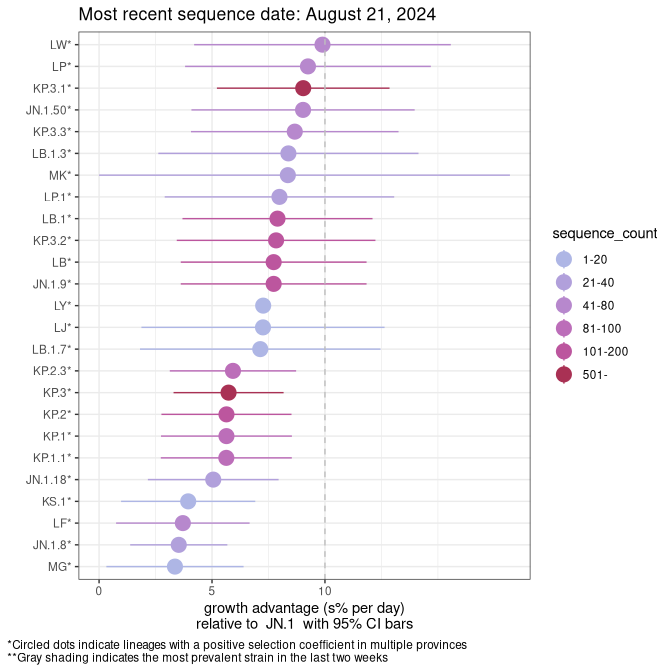 Most recent sequence date: August 21, 2024
LW*
LP*
KP.3.1*
JN.1.50*
KP.3.3*
LB.1.3*
MK*
LP.1*
LB.1*
KP.3.2*
LB*
JN.1.9*
LY*
LJ*
LB.1.7*
KP.2.3*
KP.3*
KP.2*
KP.1*
KP.1.1*
JN.1.18*
KS.1*
LF*
JN.1.8*
MG*
0 5 10
growth advantage (s% per day)
relative to JN.1 with 95% CI bars
sequence_count
1-20
21-40
41-80
81-100
101-200
501-
*Circled dots indicate lineages with a positive selection coefficient in multiple provinces
**Gray shading indicates the most prevalent strain in the last two weeks